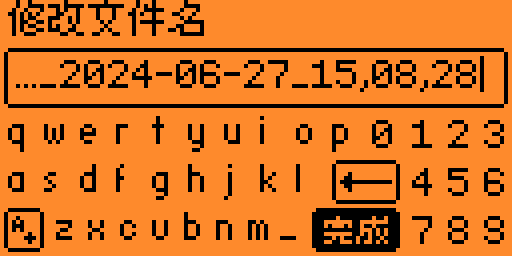 修改文件名
..._2024-06-27_15,08,28
q w e r t y u i o p 0 1 2 3
a s d f g h j k l ← 4 5 6
A+ z x c v b n m _ 完成 7 8 9